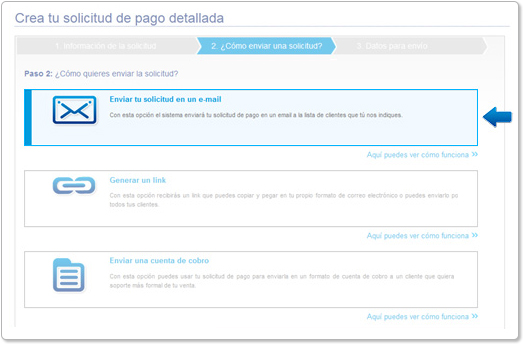 Crea tu solicitud de pago detallada
1. Información de la solicitud
2. ¿Cómo enviar una solicitud?
3. Datos para envío
Paso 2: ¿Cómo quieres enviar la solicitud?
Enviar tu solicitud en un e-mail
Con esta opción el sistema enviará tu solicitud de pago en un email a la lista de clientes que tú nos indiques.
Aquí puedes ver cómo funciona »
Generar un link
Con esta opción recibirás un link que puedes copiar y pegar en tu propio formato de correo electrónico o puedes enviarlo po
todos tus clientes.
Aquí puedes ver cómo funciona »
Enviar una cuenta de cobro
Con esta opción puedes usar tu solicitud de pago para enviarla en un formato de cuenta de cobro a un cliente que quiera
soporte más formal de tu venta.
Aquí puedes ver cómo funciona »